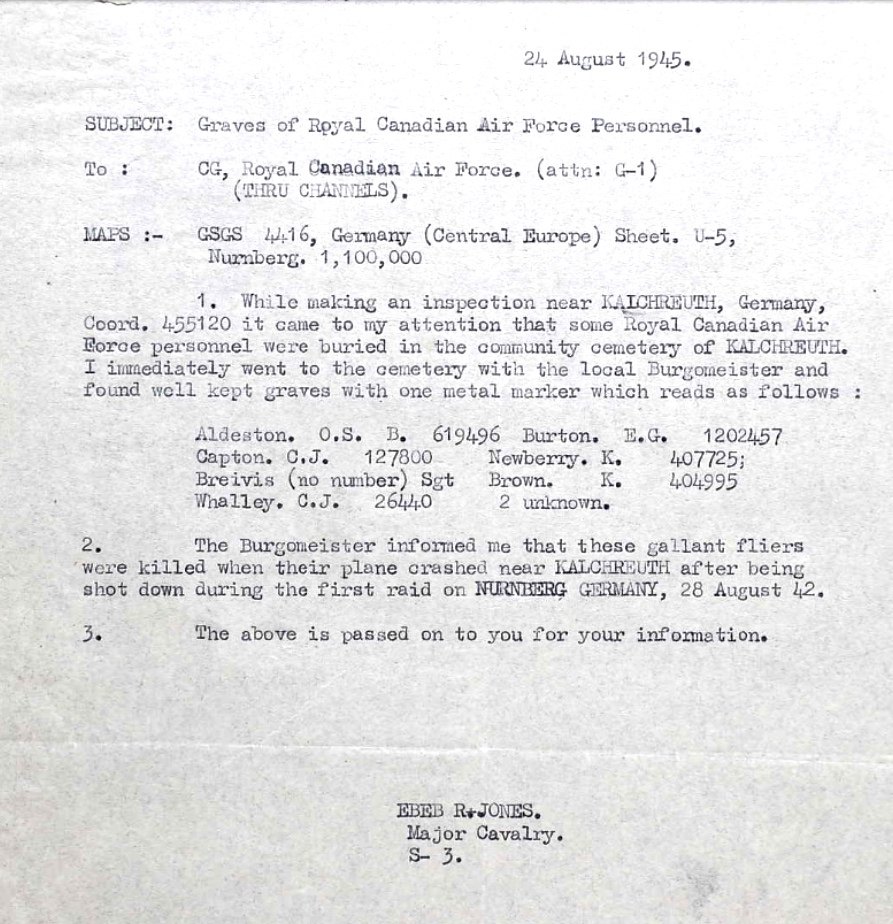 24 August 1945.
SUBJECT: Graves of Royal Canadian Air Force Personnel.
To : CG, Royal Canadian Air Force. (attn: G-1)
(THRU CHANNELS).
MAPS :- GSGS 4416, Germany (Central Europe) Sheet. U-5,
Nurnberg. 1,100,000
1. While making an inspection near KALCHREUTH, Germany,
Coord. 455120 it came to my attention that some Royal Canadian Air
Force personnel were buried in the community cemetery of KALCHREUTH.
I immediately went to the cemetery with the local Burgomeister and
found well kept graves with one metal marker which reads as follows :
Aldeston. O.S. B. 619496 Burton. E.G. 1202457
Capton. C.J. 127800 Newberry. K. 407725;
Breivis (no number) Sgt Brown. K. 404995
Whalley. C.J. 26440 2 unknown.
2. The Burgomeister informed me that these gallant fliers
were killed when their plane crashed near KALCHREUTH after being
shot down during the first raid on NURNBERG GERMANY, 28 August 42.
3. The above is passed on to you for your information.
EBEB R+JONES.
Major Cavalry.
S- 3.